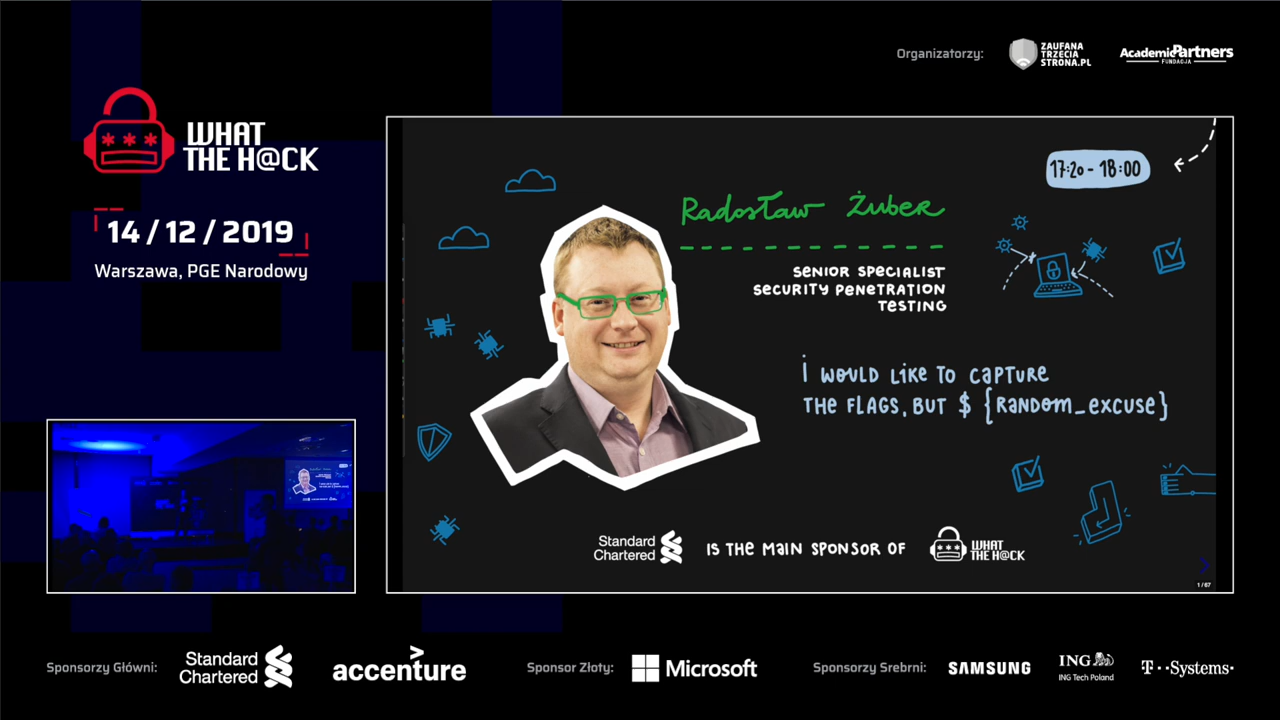 Organizatorzy:
ZAUFANA
TRZECIA
STRONA.PL
AcademicPartners
FUNDACJA
WHAT
THE H@CK
14 / 12 / 2019
Warszawa, PGE Narodowy
17:20 - 18:00
Radosław Żuber
SENIOR SPECIALIST
SECURITY PENETRATION
TESTING
I WOULD LIKE TO CAPTURE
THE FLAGS, BUT $ {RANDOM_EXCUSE}
Standard
Chartered
IS THE MAIN SPONSOR OF
WHAT
THE H@CK
1 / 67
Sponsorzy Główni:
Standard
Chartered
accenture
Sponsor Złoty:
Microsoft
Sponsorzy Srebrni:
SAMSUNG
ING
ING Tech Poland
T··Systems·